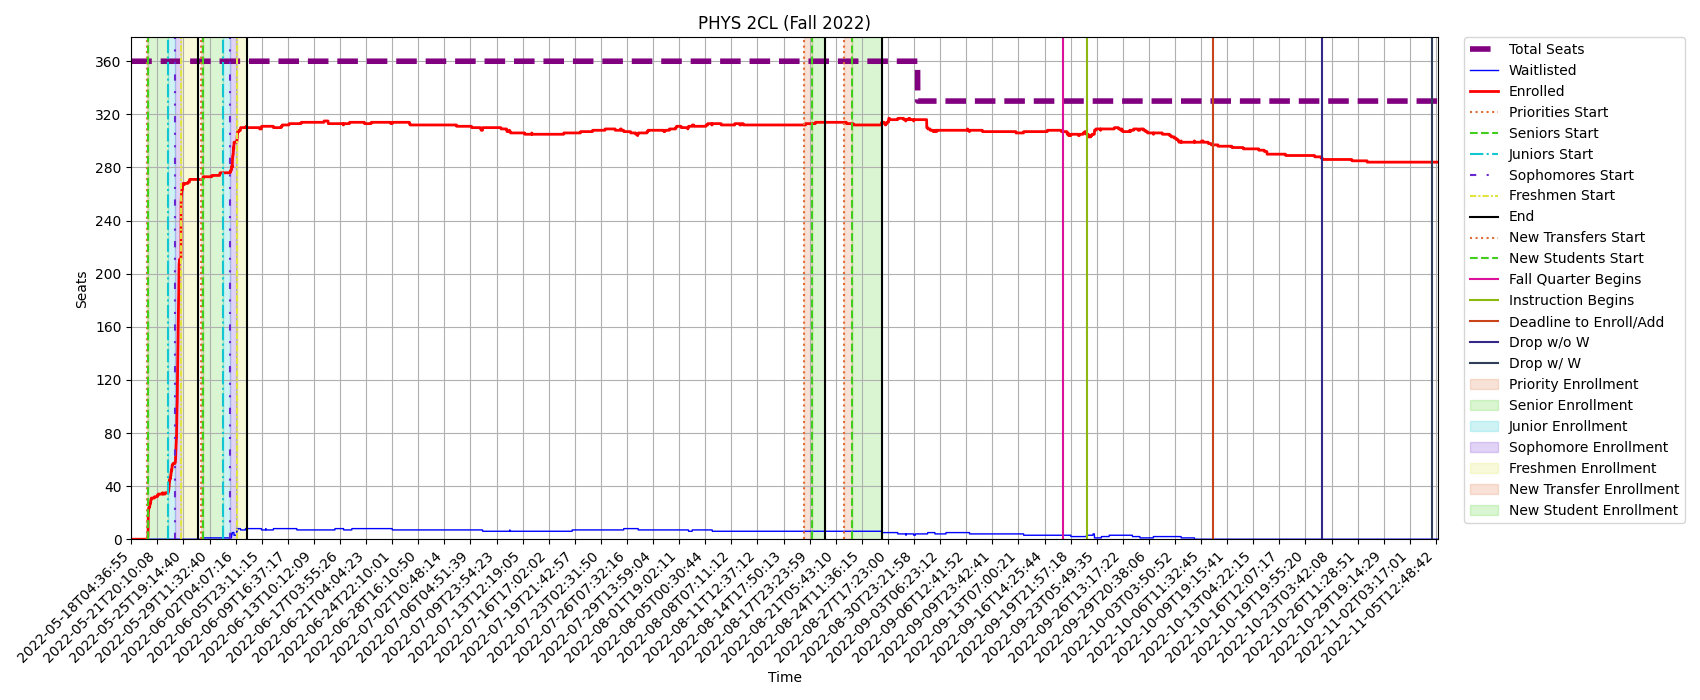 PHYS 2CL (Fall 2022)
Seats
360
320
280
240
200
160
120
80
40
0
2022-05-18T04:36:55
2022-05-21T20:10:08
2022-05-25T19:14:40
2022-05-29T11:32:40
2022-06-02T04:07:16
2022-06-05T23:11:15
2022-06-09T16:37:17
2022-06-13T10:12:09
2022-06-17T03:55:26
2022-06-21T04:04:23
2022-06-24T22:10:01
2022-06-28T16:10:50
2022-07-02T10:48:14
2022-07-06T04:51:39
2022-07-09T23:54:23
2022-07-13T12:19:05
2022-07-16T17:02:02
2022-07-19T21:42:57
2022-07-23T02:31:50
2022-07-26T07:32:16
2022-07-29T13:59:04
2022-08-01T19:02:11
2022-08-05T00:30:44
2022-08-08T07:11:12
2022-08-11T12:37:12
2022-08-14T17:50:13
2022-08-17T23:23:59
2022-08-21T05:43:10
2022-08-24T11:36:15
2022-08-27T17:23:00
2022-08-30T23:21:58
2022-09-03T06:23:12
2022-09-06T12:41:52
2022-09-09T23:42:41
2022-09-13T07:00:21
2022-09-16T14:25:44
2022-09-19T21:57:18
2022-09-23T05:49:35
2022-09-26T13:17:22
2022-09-29T20:38:06
2022-10-03T03:50:52
2022-10-06T11:32:45
2022-10-09T19:15:41
2022-10-13T04:22:15
2022-10-16T12:07:17
2022-10-19T19:55:20
2022-10-23T03:42:08
2022-10-26T11:28:51
2022-10-29T19:14:29
2022-11-02T03:17:01
2022-11-05T12:48:42
Time
Total Seats
Waitlisted
Enrolled
Priorities Start
Seniors Start
Juniors Start
Sophomores Start
Freshmen Start
End
New Transfers Start
New Students Start
Fall Quarter Begins
Instruction Begins
Deadline to Enroll/Add
Drop w/o W
Drop w/ W
Priority Enrollment
Senior Enrollment
Junior Enrollment
Sophomore Enrollment
Freshmen Enrollment
New Transfer Enrollment
New Student Enrollment